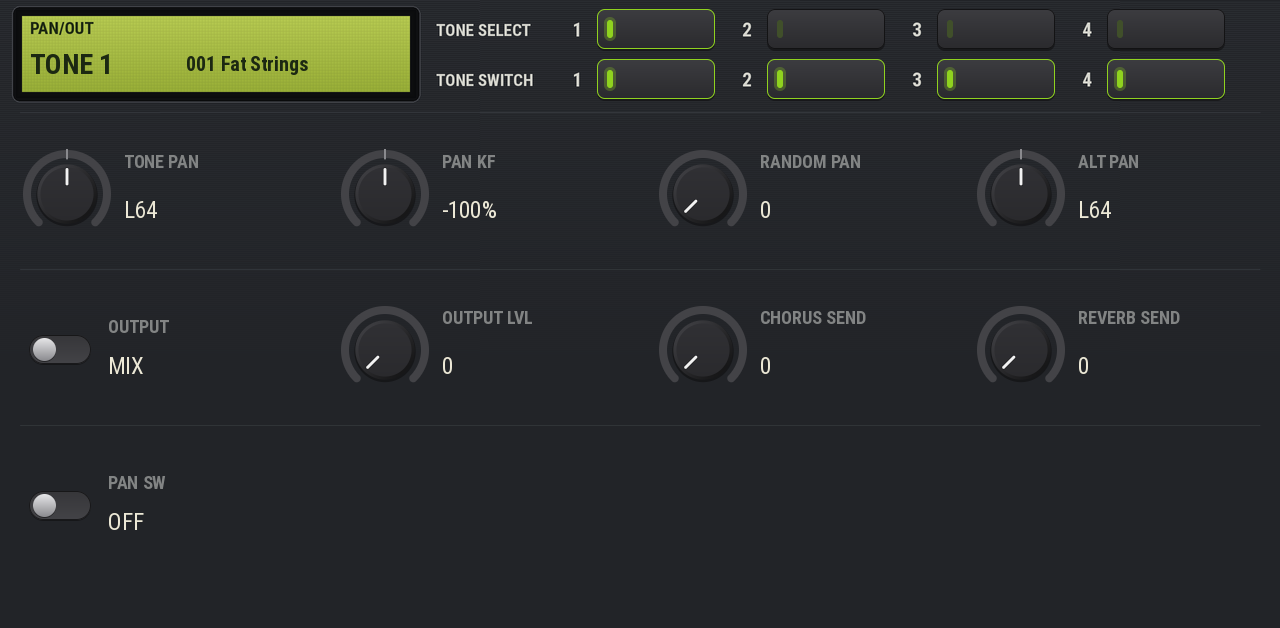 PAN/OUT
TONE 1 001 Fat Strings
TONE SELECT 1 2 3 4
TONE SWITCH 1 2 3 4
TONE PAN PAN KF RANDOM PAN ALT PAN
L64 -100% 0 L64
OUTPUT OUTPUT LVL CHORUS SEND REVERB SEND
MIX 0 0 0
PAN SW
OFF